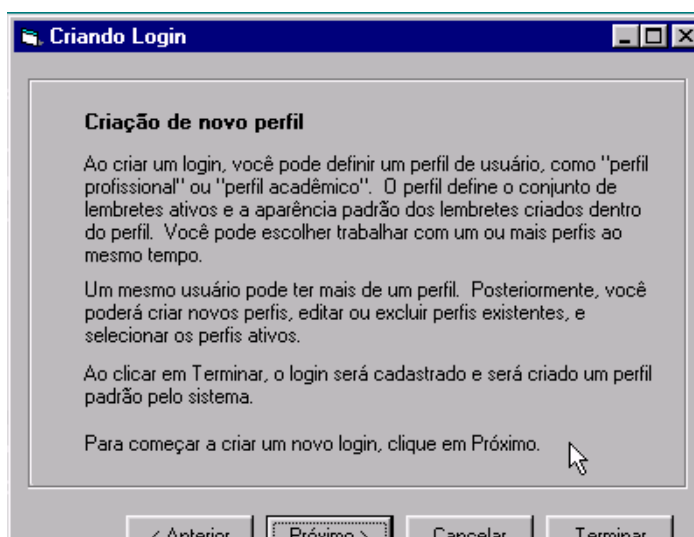 Criando Login
Criação de novo perfil
Ao criar um login, você pode definir um perfil de usuário, como "perfil
profissional" ou "perfil acadêmico".  O perfil define o conjunto de
lembretes ativos e a aparência padrão dos lembretes criados dentro
do perfil.  Você pode escolher trabalhar com um ou mais perfis ao
mesmo tempo.
Um mesmo usuário pode ter mais de um perfil.  Posteriormente, você
poderá criar novos perfis, editar ou excluir perfis existentes, e
selecionar os perfis ativos.
Ao clicar em Terminar, o login será cadastrado e será criado um perfil
padrão pelo sistema.
Para começar a criar um novo login, clique em Próximo.
< Anterior Próximo > Cancelar Terminar